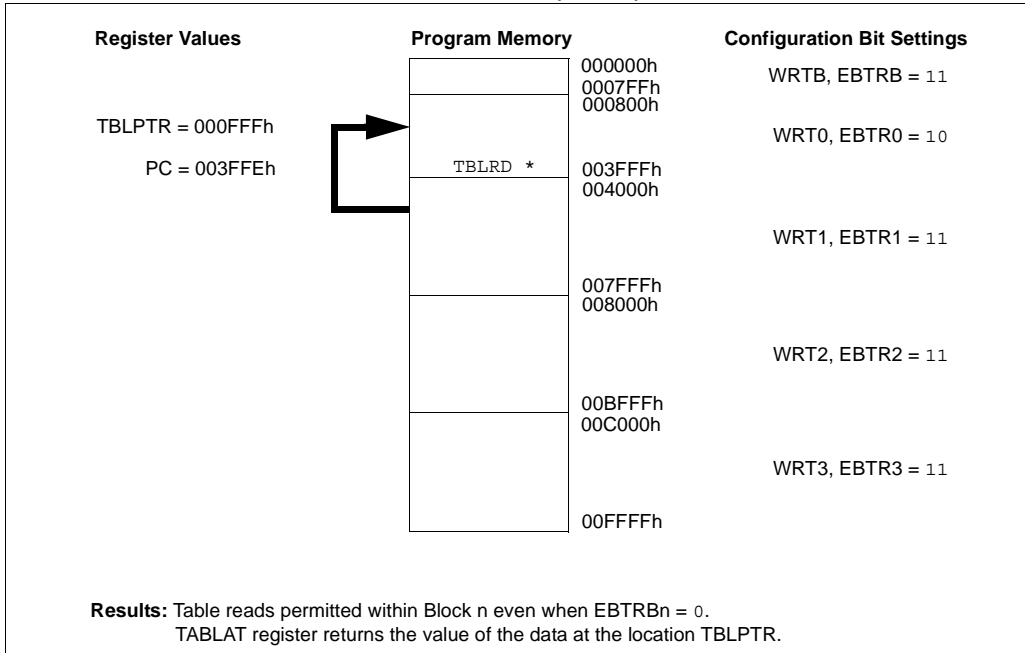 Register Values
Program Memory
Configuration Bit Settings
000000h
WRTB, EBTRB = 11
0007FFh
000800h
TBLPTR = 000FFFh
WRT0, EBTR0 = 10
PC = 003FFEh
TBLRD *
003FFFh
004000h
WRT1, EBTR1 = 11
007FFFh
008000h
WRT2, EBTR2 = 11
00BFFFh
00C000h
WRT3, EBTR3 = 11
00FFFFh
Results: Table reads permitted within Block n even when EBTRBn = 0.
TABLAT register returns the value of the data at the location TBLPTR.